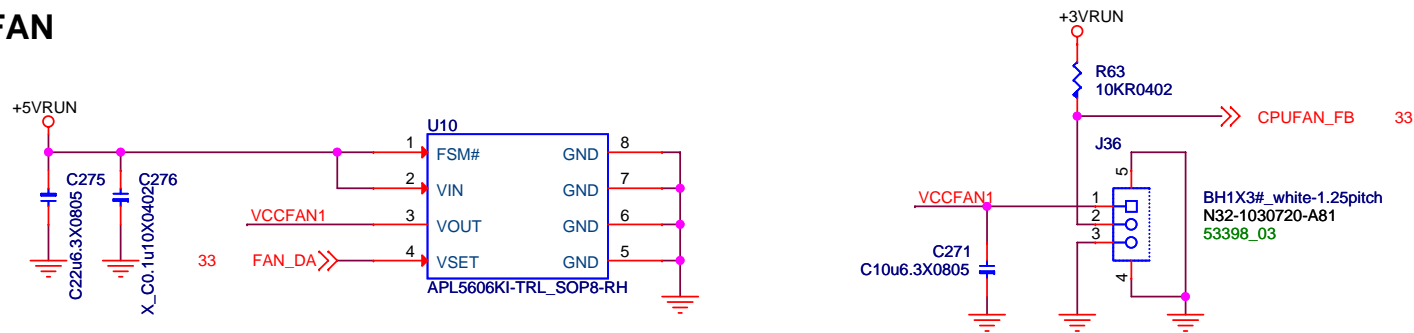 FAN
+5VRUN
C275
C22u6.3X0805
C276
X_C0.1u10X0402
U10
1 FSM# GND 8
2 VIN GND 7
VCCFAN1 3 VOUT GND 6
33 FAN_DA 4 VSET GND 5
APL5606KI-TRL_SOP8-RH
+3VRUN
R63
10KR0402
CPUFAN_FB 33
J36
5
VCCFAN1 1
2
3
4
BH1X3#_white-1.25pitch
N32-1030720-A81
53398_03
C271
C10u6.3X0805